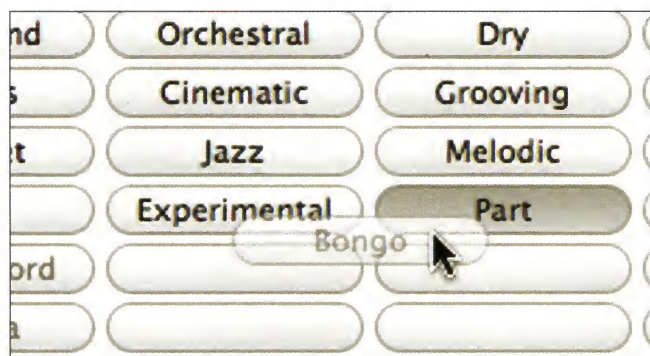 nd Orchestral Dry
s Cinematic Grooving
t Jazz Melodic
Experimental Part
Bongo
ord
a